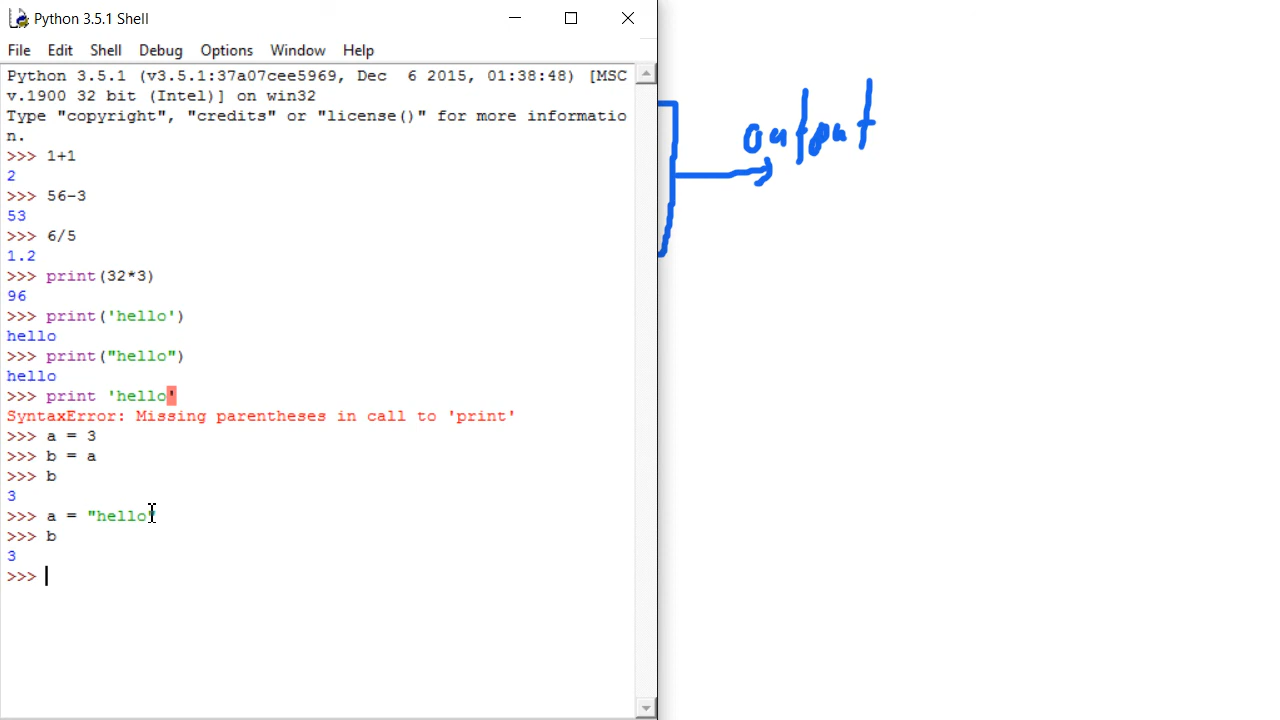 Python 3.5.1 Shell
File Edit Shell Debug Options Window Help
Python 3.5.1 (v3.5.1:37a07cee5969, Dec  6 2015, 01:38:48) [MSC
v.1900 32 bit (Intel)] on win32
Type "copyright", "credits" or "license()" for more informatio
n.
>>> 1+1
2
>>> 56-3
53
>>> 6/5
1.2
>>> print(32*3)
96
>>> print('hello')
hello
>>> print("hello")
hello
>>> print 'hello'
SyntaxError: Missing parentheses in call to 'print'
>>> a = 3
>>> b = a
>>> b
3
>>> a = "hello"
>>> b
3
>>>
output